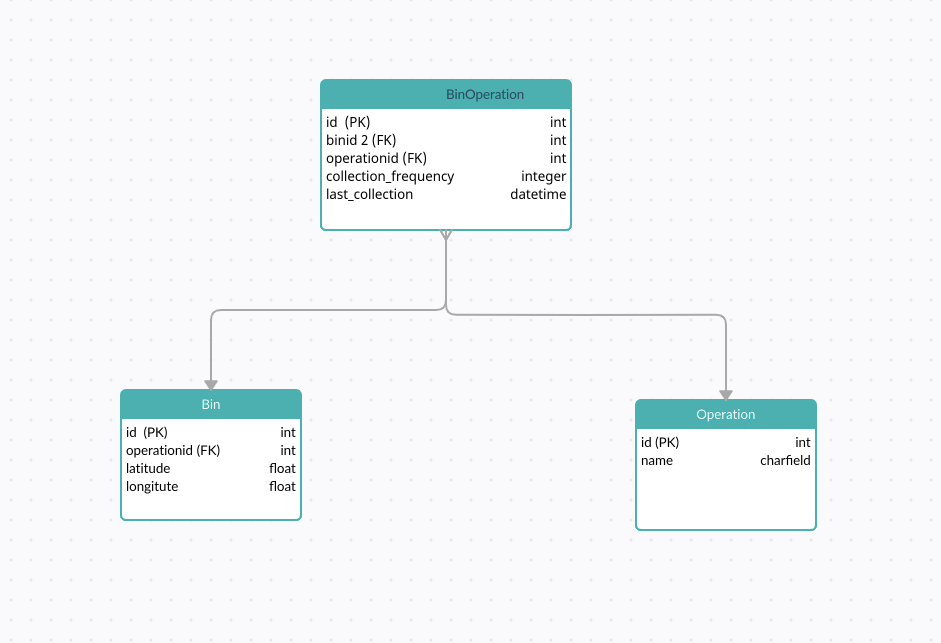 BinOperation
id  (PK) int
binid 2 (FK) int
operationid (FK) int
collection_frequency integer
last_collection datetime
Bin
id  (PK) int
operationid (FK) int
latitude float
longitute float
Operation
id (PK) int
name charfield